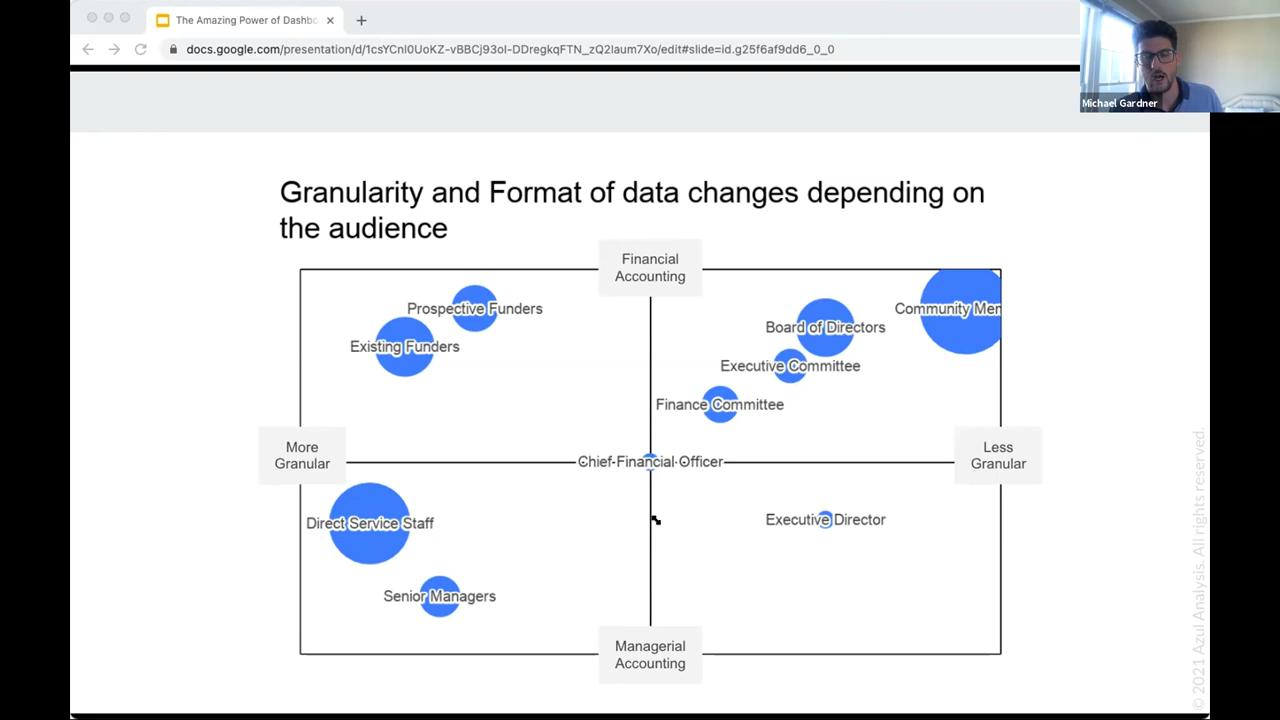 The Amazing Power of Dashbo
docs.google.com/presentation/d/1csYCnl0UoKZ-vBBCj93oI-DDregkqFTN_zQ2laum7Xo/edit#slide=id.g25f6af9dd6_0_0
Michael Gardner
Granularity and Format of data changes depending on
the audience
Financial
Accounting
Prospective Funders
Community Mem
Board of Directors
Existing Funders
Executive Committee
Finance Committee
More
Granular
Chief Financial Officer
Less
Granular
Direct Service Staff
Executive Director
Senior Managers
Managerial
Accounting
© 2021 Azul Analysis. All rights reserved.